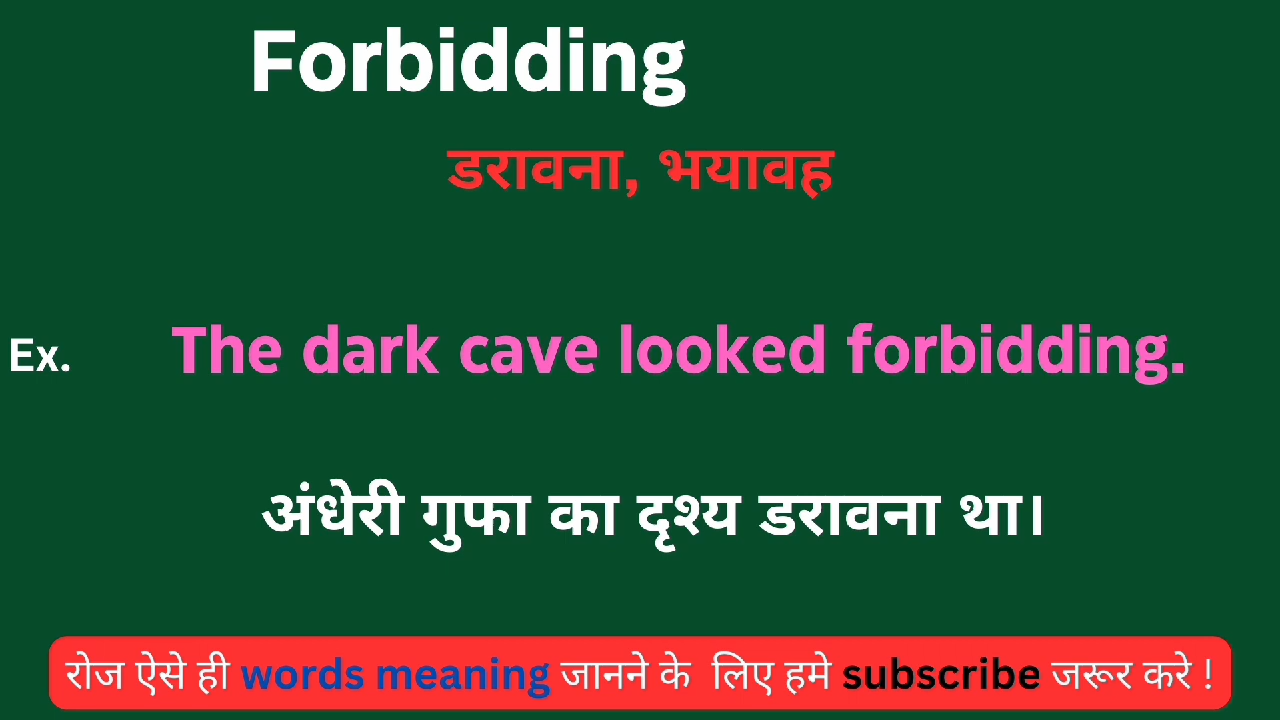 Forbidding
डरावना, भयावह
Ex. The dark cave looked forbidding.
अंधेरी गुफा का दृश्य डरावना था।
रोज ऐसे ही words meaning जानने के लिए हमे subscribe जरूर करे !